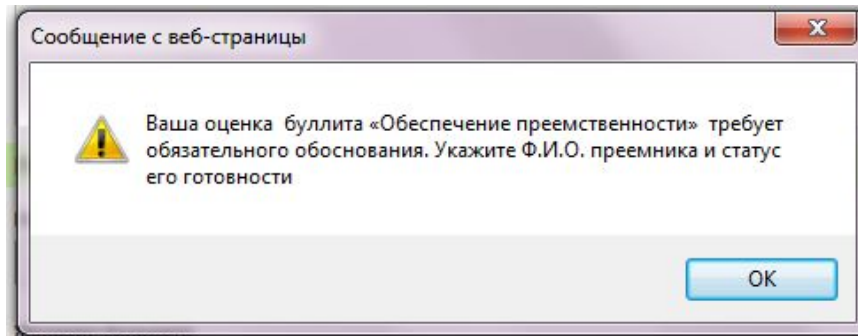 Сообщение с веб-страницы
Ваша оценка  буллита «Обеспечение преемственности»  требует
обязательного обоснования. Укажите Ф.И.О. преемника и статус
его готовности
OK